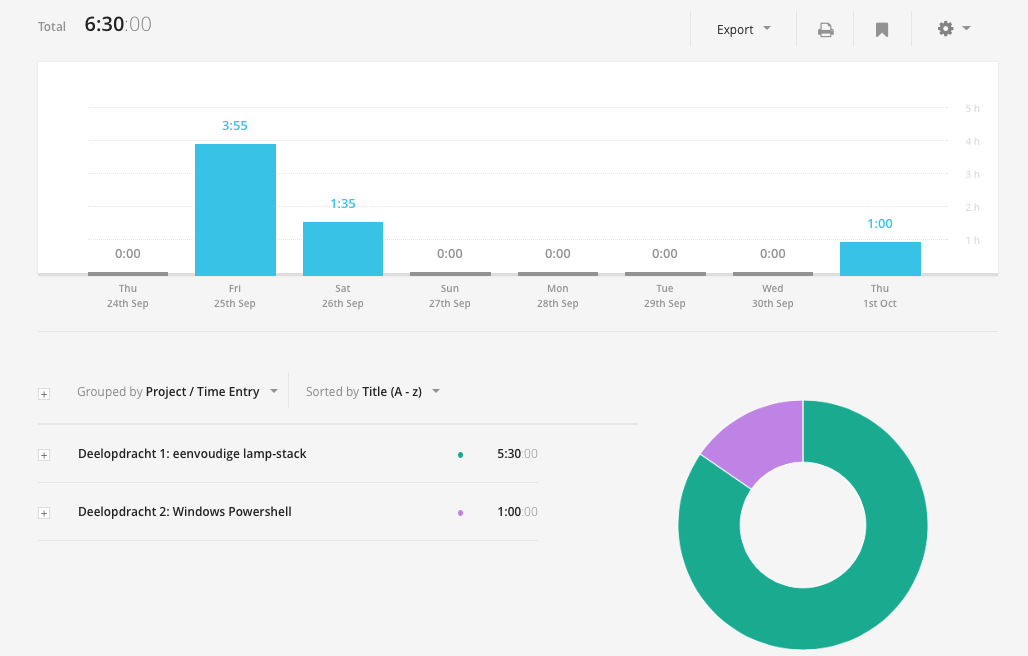 Total 6:30:00
Export
5 h
3:55
4 h
3 h
1:35
2 h
1:00
1 h
0:00 0:00 0:00 0:00 0:00
Thu Fri Sat Sun Mon Tue Wed Thu
24th Sep 25th Sep 26th Sep 27th Sep 28th Sep 29th Sep 30th Sep 1st Oct
Grouped by Project / Time Entry Sorted by Title (A - z)
Deelopdracht 1: eenvoudige lamp-stack 5:30:00
Deelopdracht 2: Windows Powershell 1:00:00